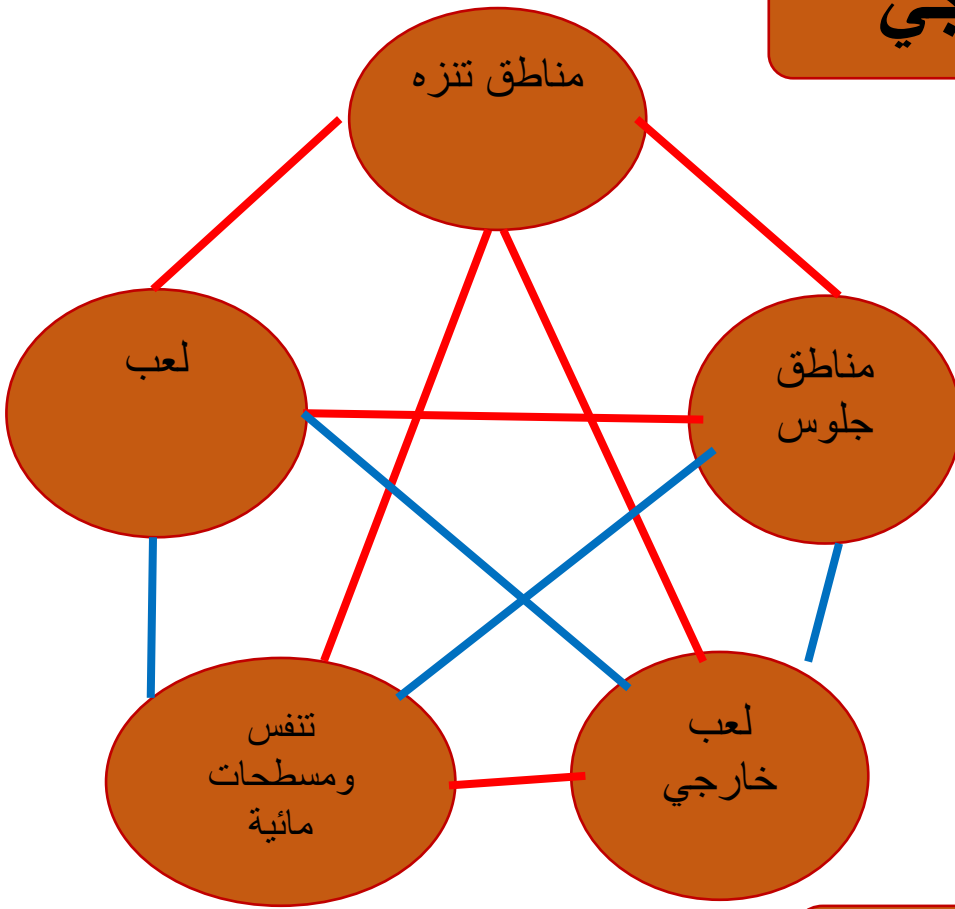 مناطق تنزه
لعب
مناطق
جلوس
تنفس
ومسطحات
مائية
لعب
خارجي